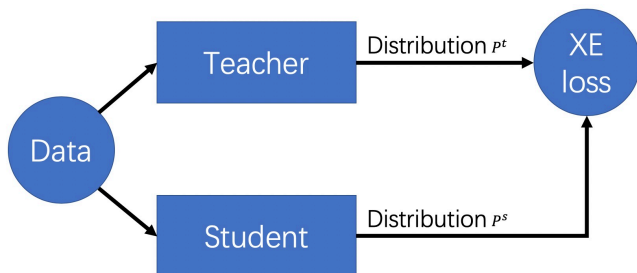 Distribution P^t
XE
loss
Teacher
Data
Distribution P^s
Student